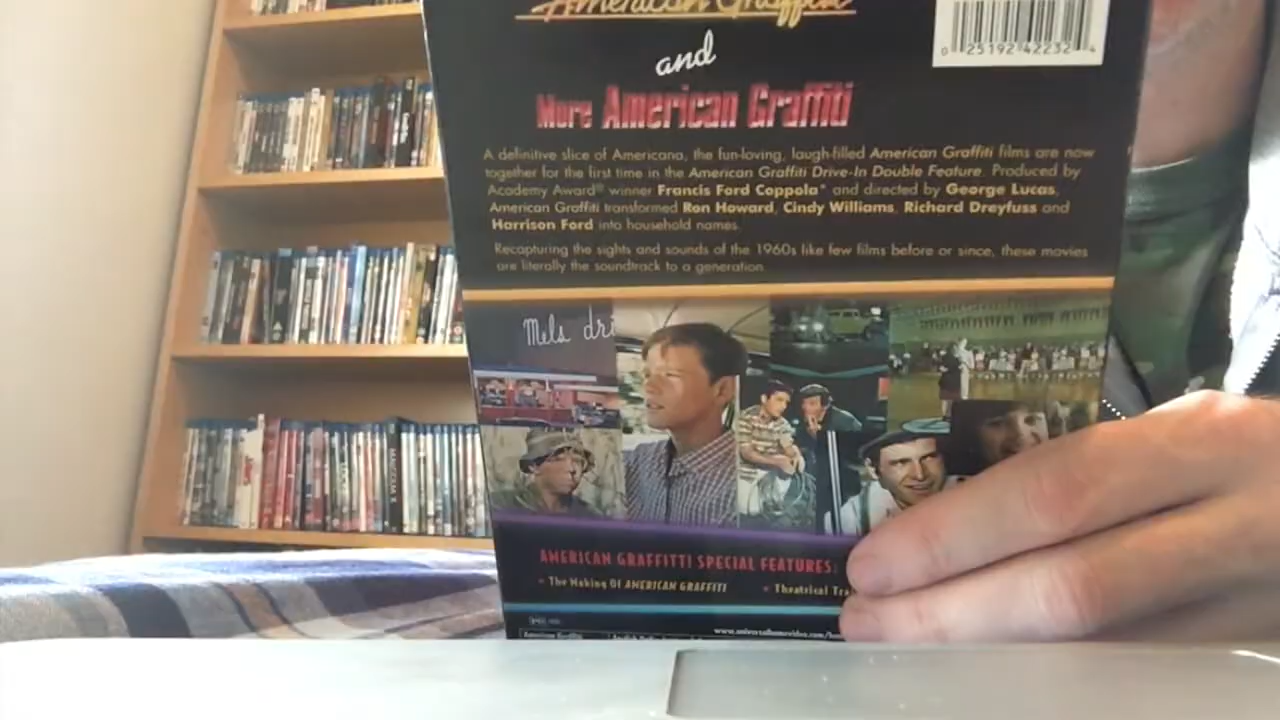 American Graffiti
0 25192 42232 4
and
More American Graffiti
A definitive slice of Americana, the fun-loving, laugh-filled American Graffiti films are now
together for the first time in the American Graffiti Drive-In Double Feature. Produced by
Academy Award® winner Francis Ford Coppola* and directed by George Lucas,
American Graffiti transformed Ron Howard, Cindy Williams, Richard Dreyfuss and
Harrison Ford into household names.
Recapturing the sights and sounds of the 1960s like few films before or since, these movies
are literally the soundtrack to a generation.
Mels dri
AMERICAN GRAFFITTI SPECIAL FEATURES:
• The Making Of AMERICAN GRAFFITI
• Theatrical Tra
American Graffiti